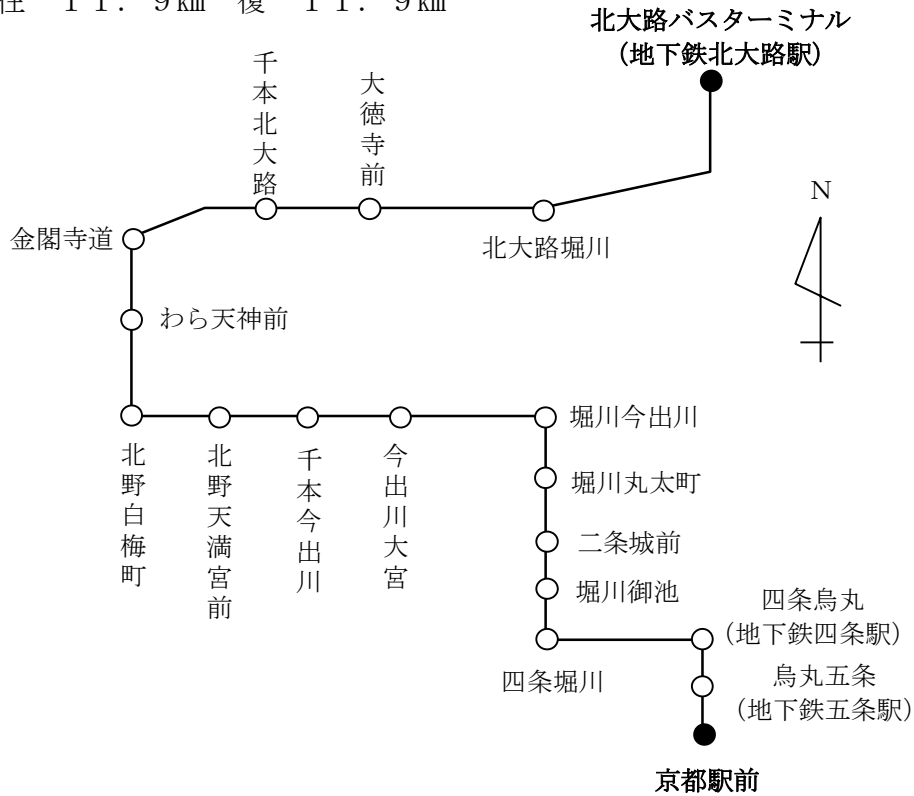 往　１１．９㎞　復　１１．９㎞
北大路バスターミナル
（地下鉄北大路駅）
千本北大路
大徳寺前
N
金閣寺道
北大路堀川
わら天神前
堀川今出川
北野白梅町
北野天満宮前
千本今出川
今出川大宮
堀川丸太町
二条城前
堀川御池
四条烏丸
（地下鉄四条駅）
四条堀川
烏丸五条
（地下鉄五条駅）
京都駅前